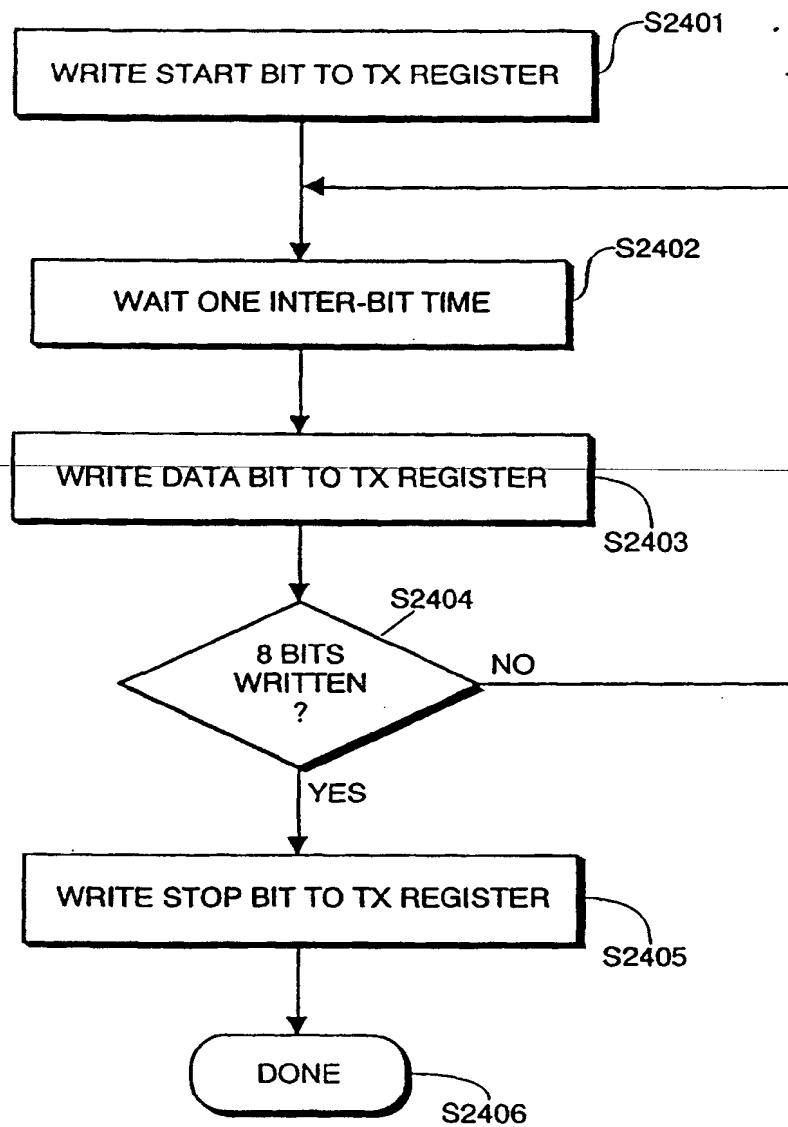 S2401
WRITE START BIT TO TX REGISTER
S2402
WAIT ONE INTER-BIT TIME
WRITE DATA BIT TO TX REGISTER
S2403
S2404
8 BITS
WRITTEN
?
NO
YES
WRITE STOP BIT TO TX REGISTER
S2405
DONE
S2406